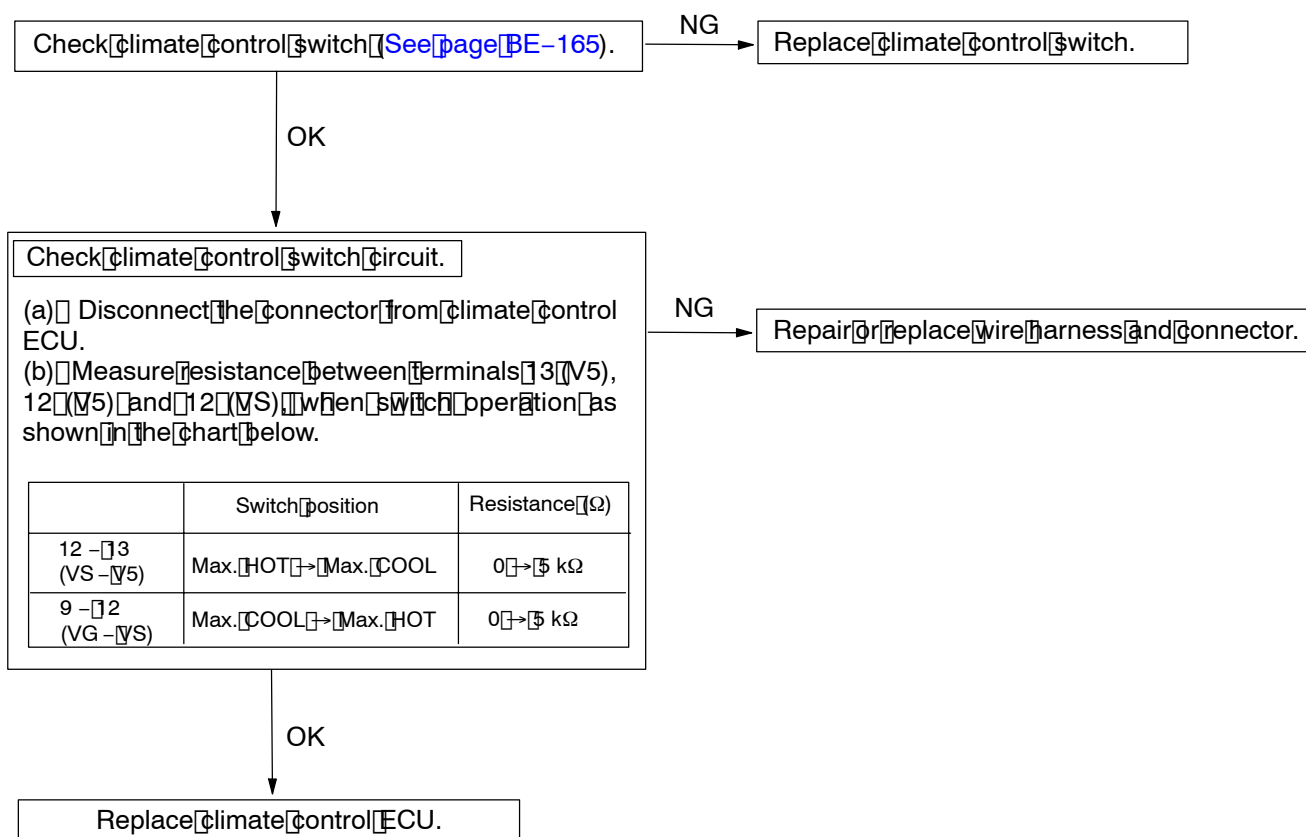 Check climate control switch (See page BE–165).
NG
Replace climate control switch.
OK
Check climate control switch circuit.
(a) Disconnect the connector from climate control
ECU.
(b) Measure resistance between terminals 13 (V5),
12 (V5) and 12 (VS), when switch operation as
shown in the chart below.
NG
Repair or replace wire harness and connector.
Switch position
Resistance (Ω)
12 – 13
(VS – V5)
Max. HOT → Max. COOL
0 → 5 kΩ
9 – 12
(VG – VS)
Max. COOL → Max. HOT
0 → 5 kΩ
OK
Replace climate control ECU.